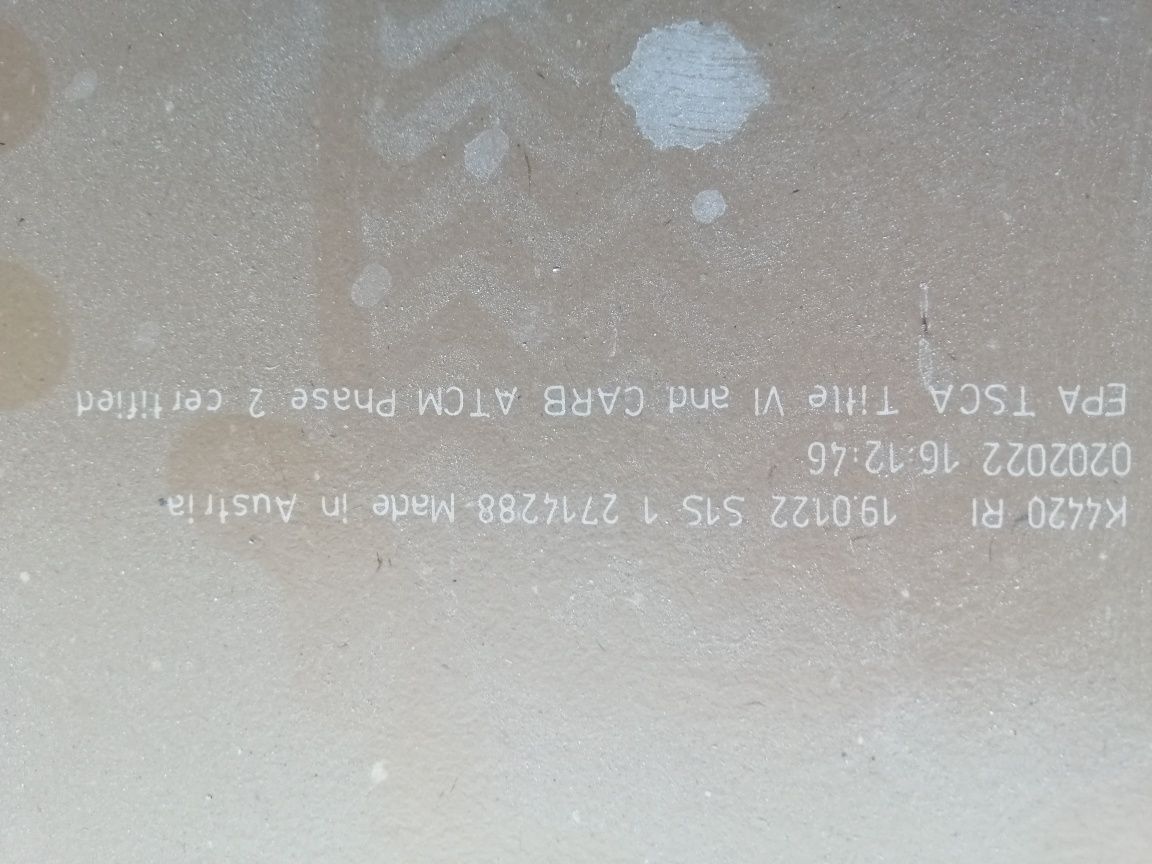 K4420 RI 19.0122 S1S 1 2714288 Made in Austria
0202022 16:12:46
EPA TSCA Title VI and CARB ATCM Phase 2 certified